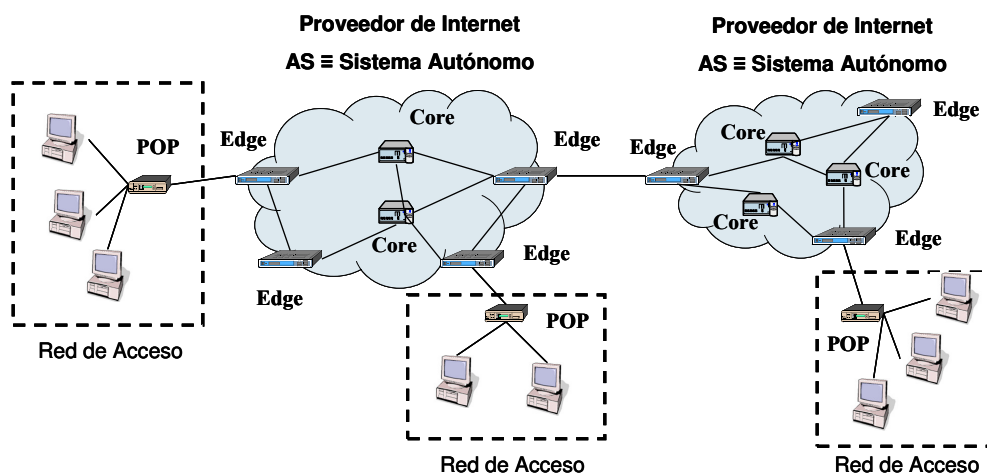 Proveedor de Internet
AS ≡ Sistema Autónomo
Proveedor de Internet
AS ≡ Sistema Autónomo
POP
Edge
Core
Edge
Core
Edge
Edge
Edge
Core
Edge
Core
Core
Edge
POP
POP
Red de Acceso
Red de Acceso
Red de Acceso